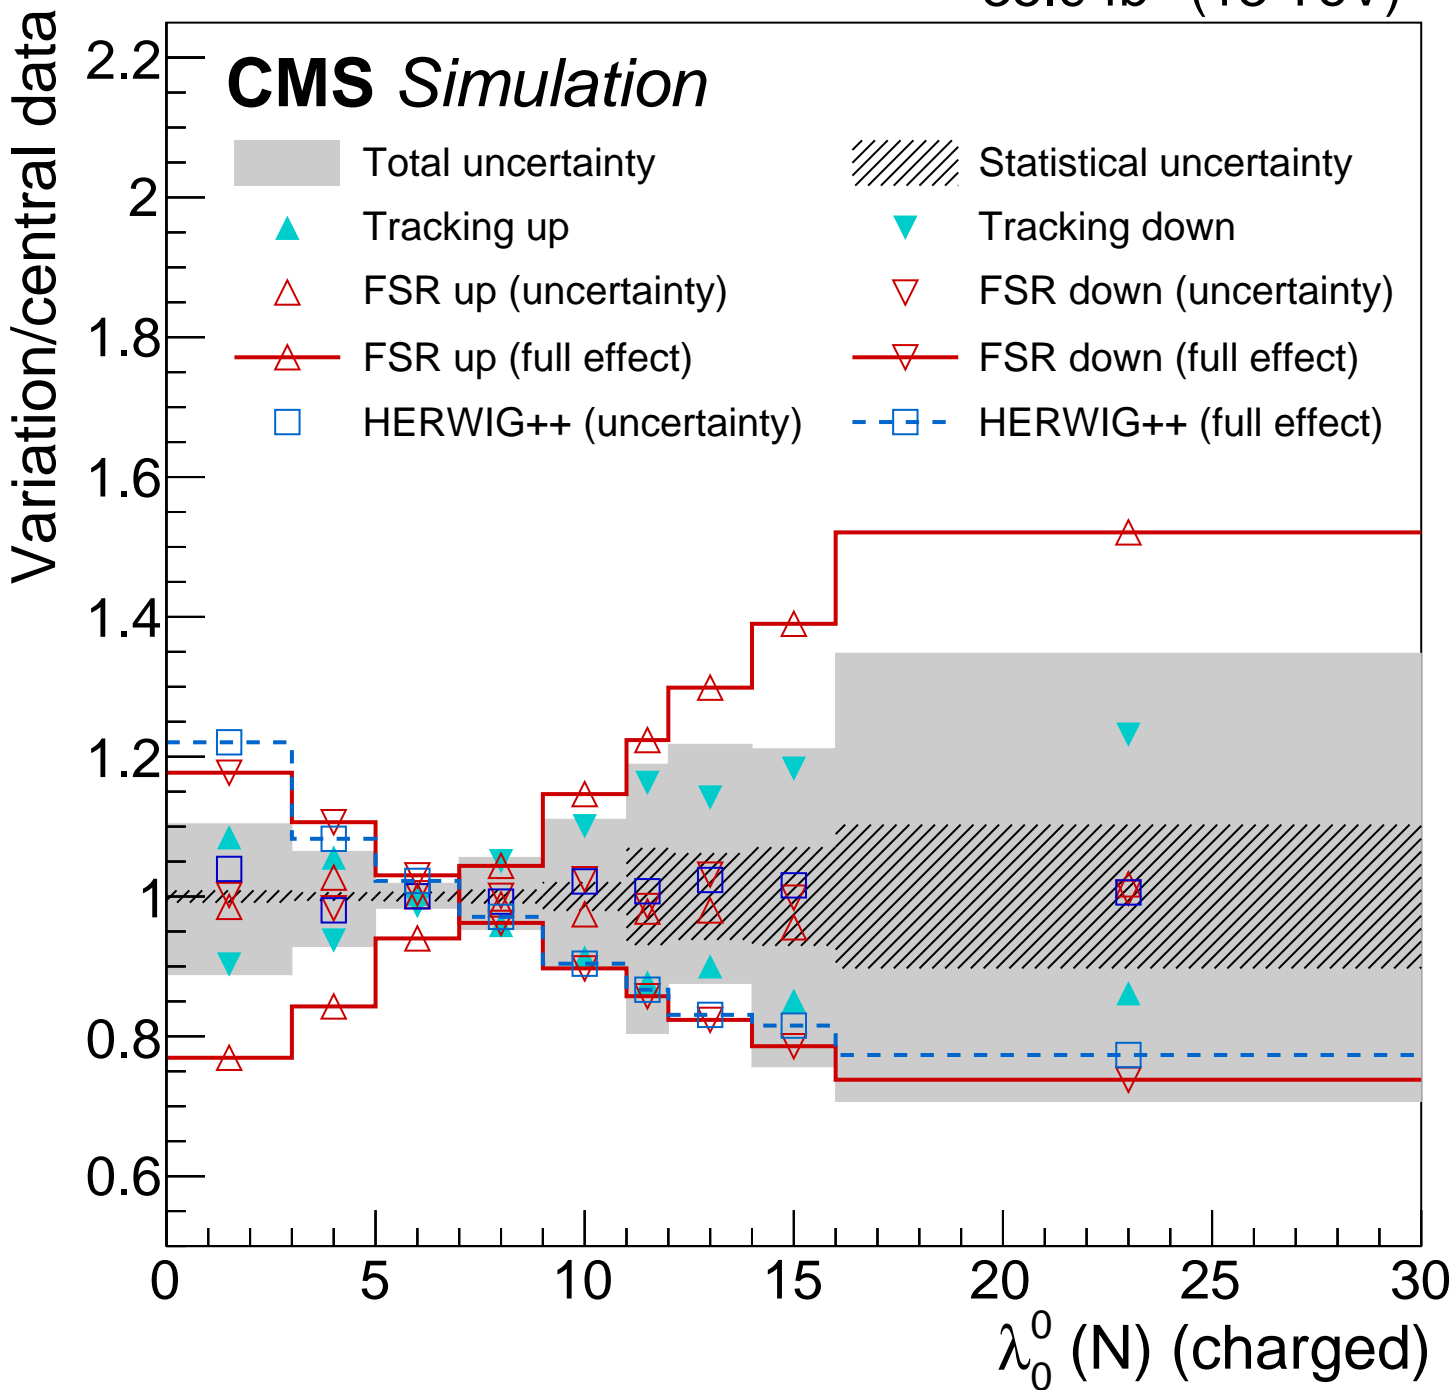 (13 TeV)
Variation/central data
2.2
2
1.8
1.6
1.4
1.2
1
0.8
0.6
CMS Simulation
Total uncertainty
Statistical uncertainty
Tracking up
Tracking down
FSR up (uncertainty)
FSR down (uncertainty)
FSR up (full effect)
FSR down (full effect)
HERWIG++ (uncertainty)
HERWIG++ (full effect)
0 5 10 15 20 25 30
λ₀⁰ (N) (charged)